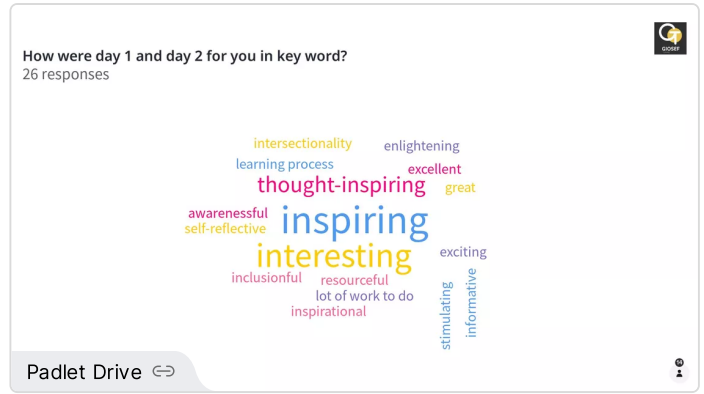 How were day 1 and day 2 for you in key word?
26 responses
GIOSEF
intersectionality
enlightening
learning process
excellent
thought-inspiring
great
awarenessful
inspiring
self-reflective
interesting
exciting
inclusionful
resourceful
lot of work to do
inspirational
stimulating
informative
Padlet Drive